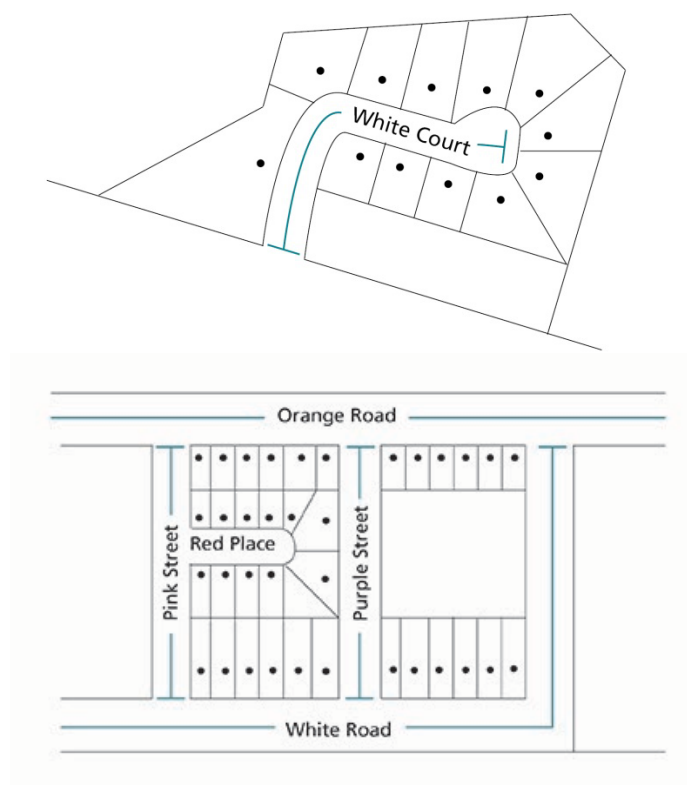 White Court
Orange Road
Red Place
Pink Street
Purple Street
White Road